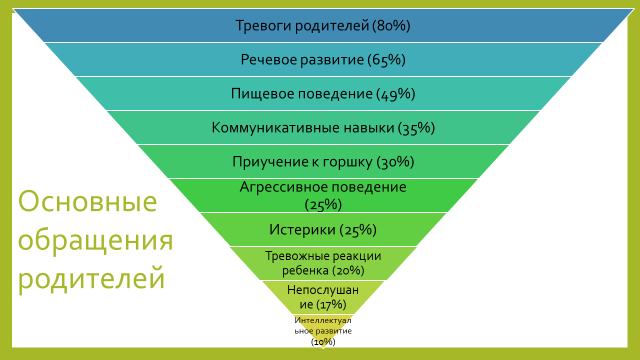 Тревоги родителей (80%)
Речевое развитие (65%)
Пищевое поведение (49%)
Коммуникативные навыки (35%)
Приучение к горшку (30%)
Агрессивное поведение
(25%)
Истерики (25%)
Тревожные реакции
ребенка (20%)
Непослушан
ие (17%)
Интеллектуал
ьное развитие
(10%)
Основные
обращения
родителей